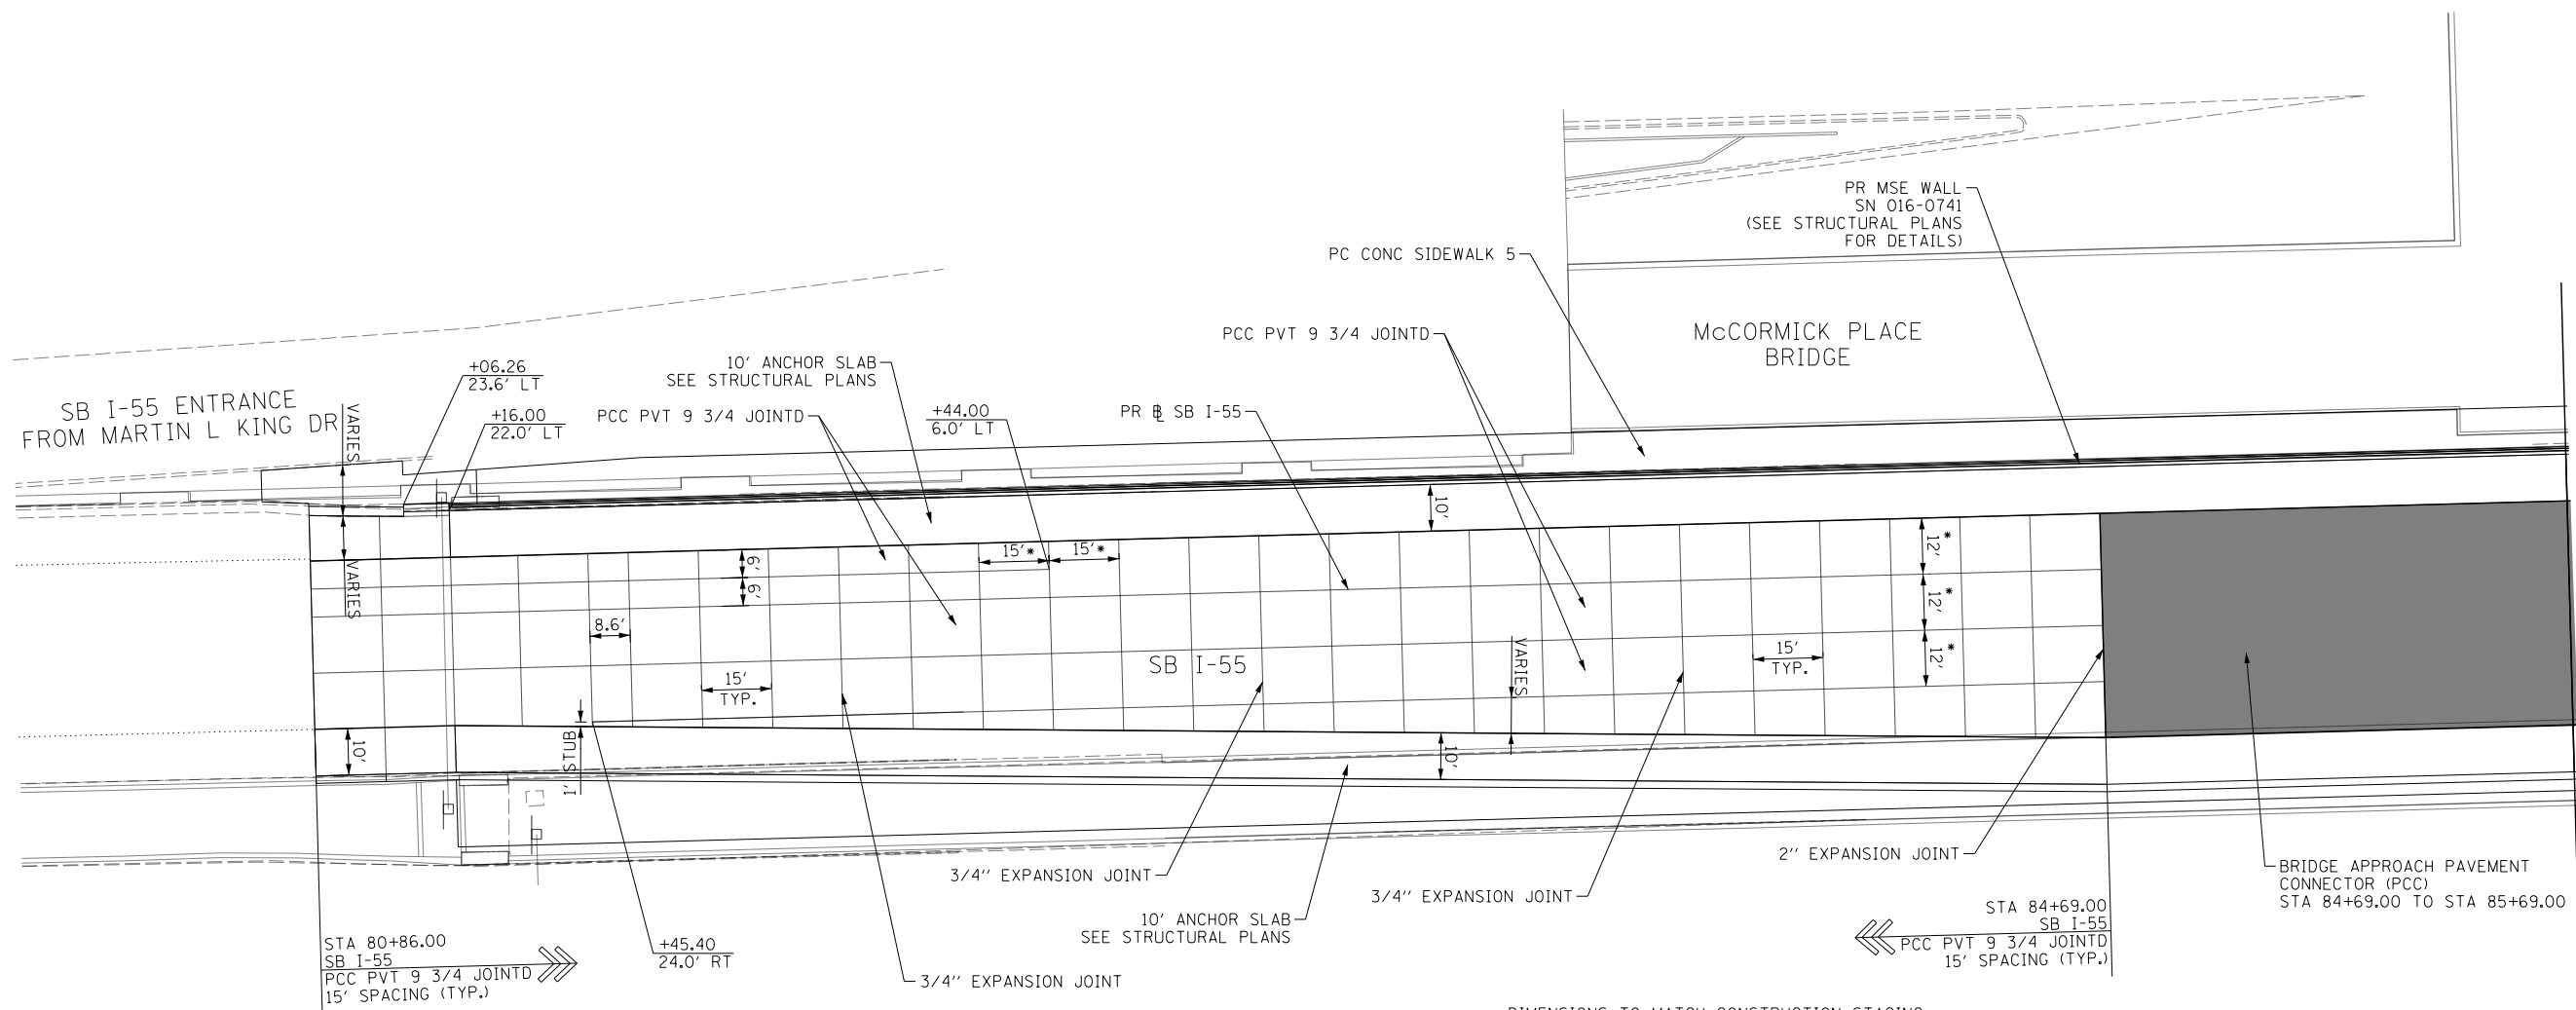 PR MSE WALL
SN 016-0741
(SEE STRUCTURAL PLANS
FOR DETAILS)
PC CONC SIDEWALK 5
PCC PVT 9 3/4 JOINTD
McCORMICK PLACE
BRIDGE
SB I-55 ENTRANCE
FROM MARTIN L KING DR
VARIES
+06.26
23.6' LT
+16.00
22.0' LT
10' ANCHOR SLAB
SEE STRUCTURAL PLANS
PCC PVT 9 3/4 JOINTD
+44.00
6.0' LT
PR ℄ SB I-55
10'
15'*
15'*
6'
6'
VARIES
8.6'
15'
TYP.
SB I-55
VARIES
15'
TYP.
12'*
12'*
12'*
10'
1' STUB
10'
3/4" EXPANSION JOINT
3/4" EXPANSION JOINT
2" EXPANSION JOINT
BRIDGE APPROACH PAVEMENT
CONNECTOR (PCC)
STA 84+69.00 TO STA 85+69.00
10' ANCHOR SLAB
SEE STRUCTURAL PLANS
STA 84+69.00
SB I-55
PCC PVT 9 3/4 JOINTD
15' SPACING (TYP.)
STA 80+86.00
SB I-55
PCC PVT 9 3/4 JOINTD
15' SPACING (TYP.)
+45.40
24.0' RT
3/4" EXPANSION JOINT
DIMENSIONS TO MATCH CONSTRUCTION STAGING